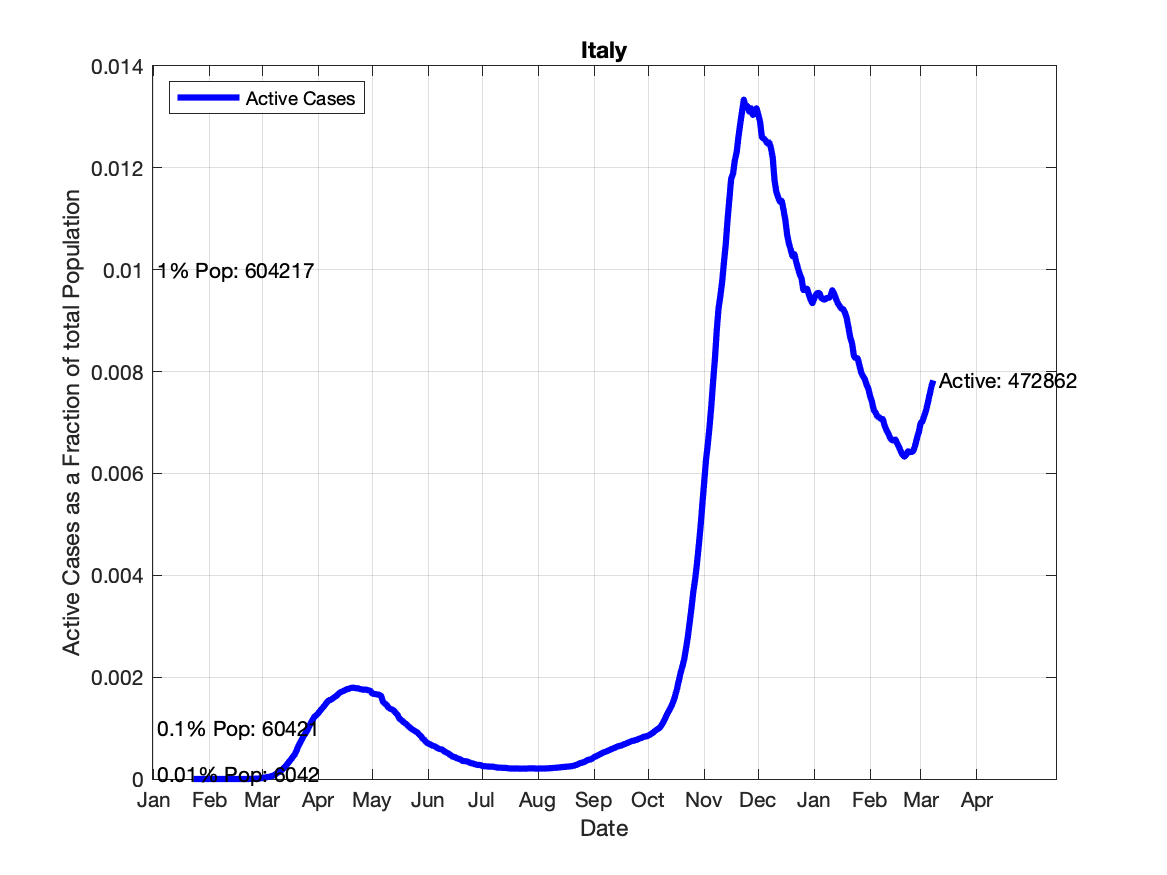 Italy
Active Cases
0.014
0.012
0.01
0.008
0.006
0.004
0.002
0
Active Cases as a Fraction of total Population
1% Pop: 604217
0.1% Pop: 60421
0.01% Pop: 6042
Active: 472862
Jan Feb Mar Apr May Jun Jul Aug Sep Oct Nov Dec Jan Feb Mar Apr
Date